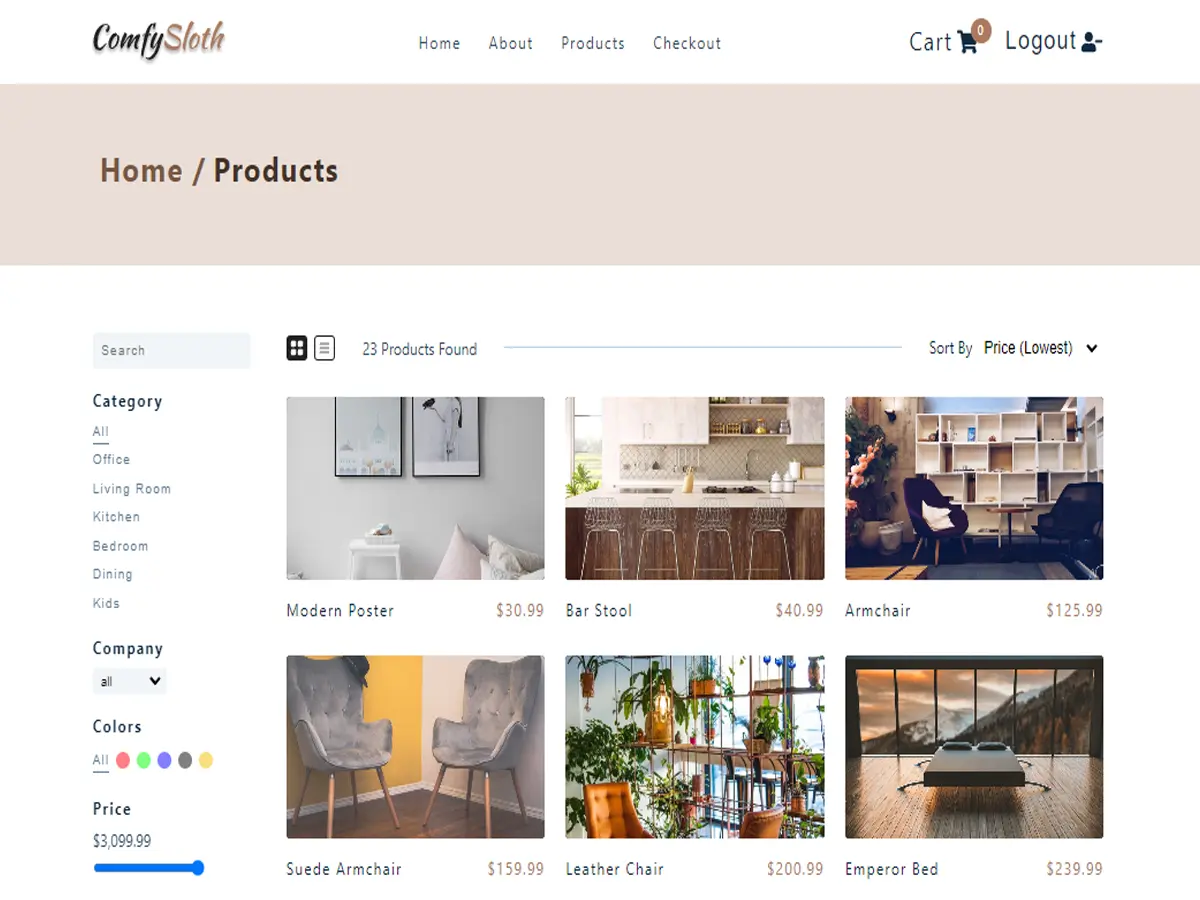 ComfySloth
Home About Products Checkout
Cart 0 Logout
Home / Products
Search
23 Products Found
Sort By Price (Lowest)
Category
All
Office
Living Room
Kitchen
Bedroom
Dining
Kids
Company
all
Colors
All
Price
$3,099.99
Modern Poster $30.99
Bar Stool $40.99
Armchair $125.99
Suede Armchair $159.99
Leather Chair $200.99
Emperor Bed $239.99